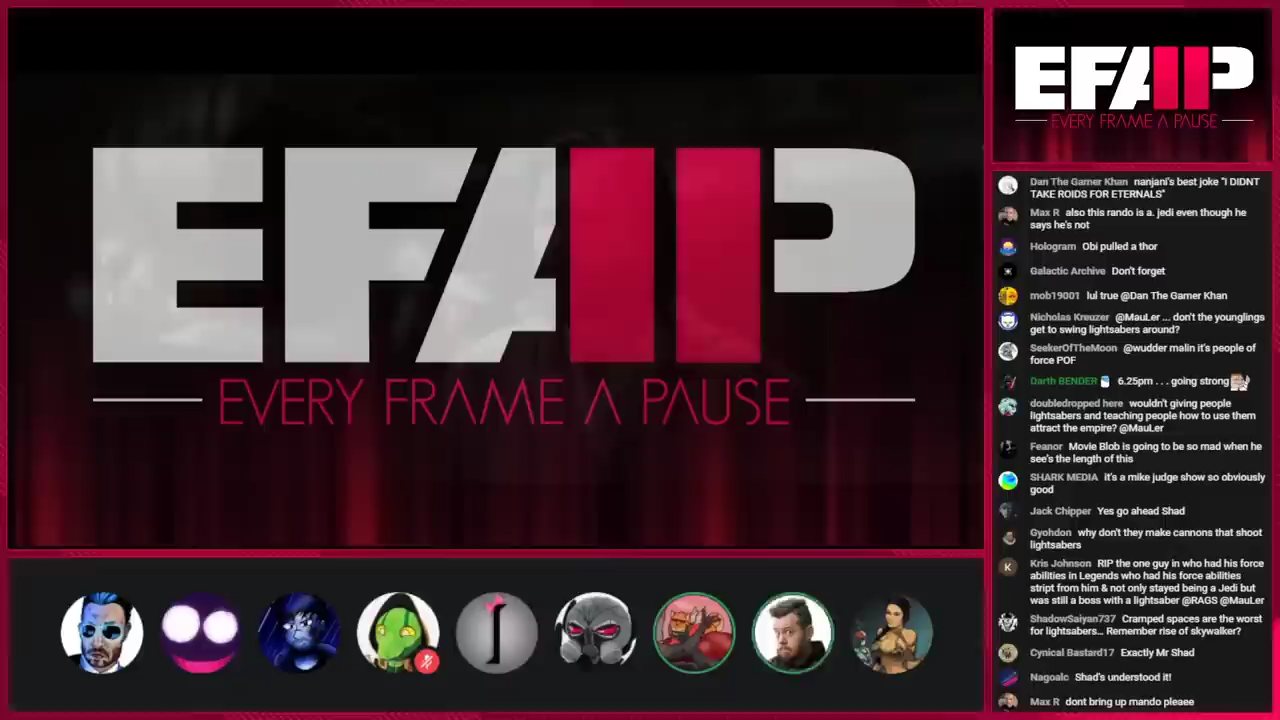 EFAP
EVERY FRAME A PAUSE
EFAP
EVERY FRAME A PAUSE
Dan The Gamer Khan nanjani's best joke "I DIDNT
TAKE ROIDS FOR ETERNALS"
Max R also this rando is a. jedi even though he
says he's not
Hologram Obi pulled a thor
Galactic Archive Don't forget
mob19001 lul true @Dan The Gamer Khan
Nicholas Kreuzer @MauLer ... don't the younglings
get to swing lightsabers around?
SeekerOfTheMoon @wudder malin it's people of
force POF
Darth BENDER 6.25pm . . . going strong
doubledropped here wouldn't giving people
lightsabers and teaching people how to use them
attract the empire? @MauLer
Feanor Movie Blob is going to be so mad when he
see's the length of this
SHARK MEDIA it's a mike judge show so obviously
good
Jack Chipper Yes go ahead Shad
Gyohdon why don't they make cannons that shoot
lightsabers
K
Kris Johnson RIP the one guy in who had his force
abilities in Legends who had his force abilities
stript from him & not only stayed being a Jedi but
was still a boss with a lightsaber @RAGS @MauLer
ShadowSaiyan737 Cramped spaces are the worst
for lightsabers... Remember rise of skywalker?
Cynical Bastard17 Exactly Mr Shad
Nagoalc Shad's understood it!
Max R dont bring up mando pleaee